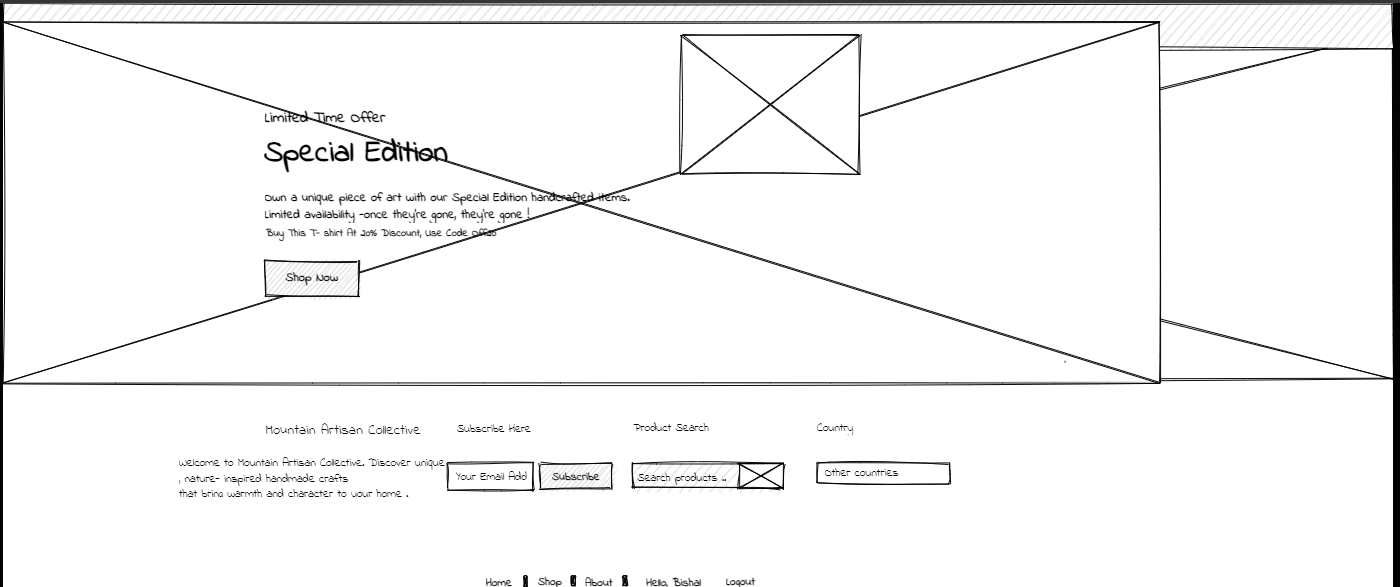 Limited Time Offer
Special Edition
Own a unique piece of art with our Special Edition handcrafted items.
Limited availability -once they're gone, they're gone !
Buy This T- shirt At 20% Discount, Use Code off20
Shop Now
Mountain Artisan Collective
Subscribe Here
Product Search
Country
Welcome to Mountain Artisan Collective. Discover unique
, nature- inspired handmade crafts
that bring warmth and character to your home .
Your Email Add
Subscribe
Search products ..
Other countries
Home Shop About Hello, Bishal Logout